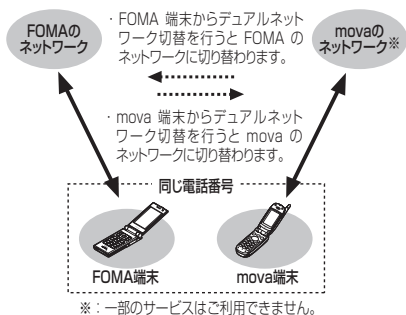 FOMAの
ネットワーク
・FOMA 端末からデュアルネット
ワーク切替を行うと FOMA の
ネットワークに切り替わります。
movaの
ネットワーク※
・mova 端末からデュアルネット
ワーク切替を行うと mova の
ネットワークに切り替わります。
同じ電話番号
FOMA端末
mova端末
※：一部のサービスはご利用できません。